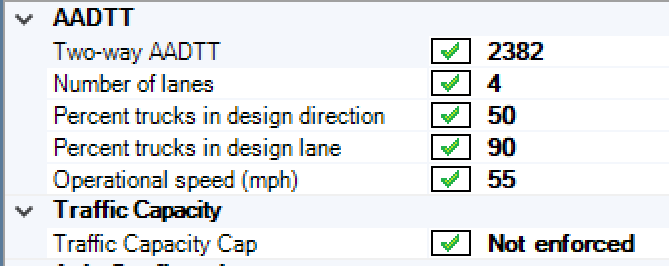 AADTT
Two-way AADTT 2382
Number of lanes 4
Percent trucks in design direction 50
Percent trucks in design lane 90
Operational speed (mph) 55
Traffic Capacity
Traffic Capacity Cap Not enforced